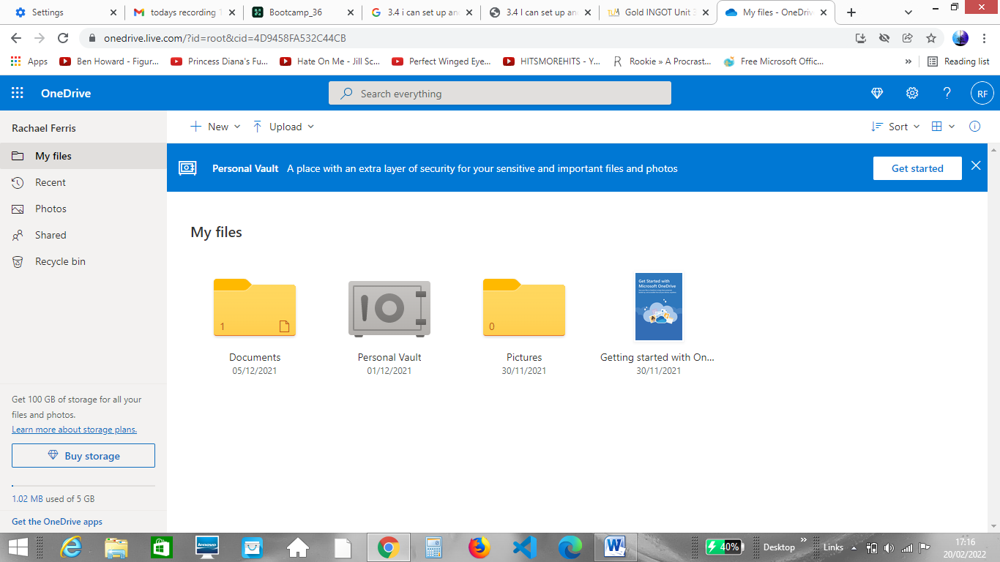 Settings
todays recording 1
Bootcamp_36
3.4 i can set up an
3.4 I can set up an
Gold INGOT Unit 3
My files - OneDriv
onedrive.live.com/?id=root&cid=4D9458FA532C44CB
Apps
Ben Howard - Figur...
Princess Diana's Fu...
Hate On Me - Jill Sc...
Perfect Winged Eye...
HITSMOREHITS - Y...
Rookie » A Procrast...
Free Microsoft Offic...
»
Reading list
OneDrive
Search everything
RF
Rachael Ferris
New
Upload
Sort
My files
Recent
Photos
Shared
Recycle bin
Personal Vault A place with an extra layer of security for your sensitive and important files and photos
Get started
My files
1
0
Get Started with
Microsoft OneDrive
Documents
05/12/2021
Personal Vault
01/12/2021
Pictures
30/11/2021
Getting started with On...
30/11/2021
Get 100 GB of storage for all your
files and photos.
Learn more about storage plans.
Buy storage
1.02 MB used of 5 GB
Get the OneDrive apps
lenovo
40%
Desktop
»
Links
17:16
20/02/2022